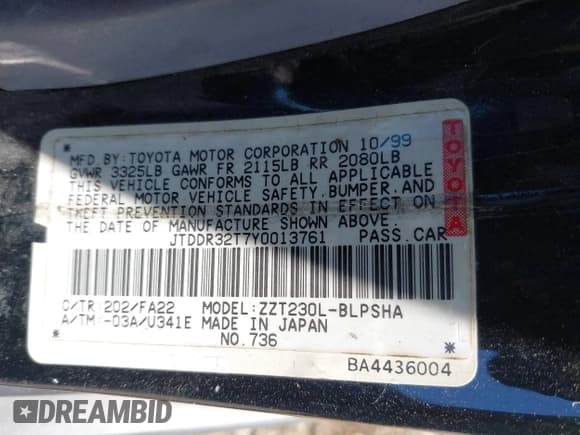 MFD.BY:TOYOTA MOTOR CORPORATION 10/99
GVWR 3325LB GAWR FR 2115LB RR 2080LB
THIS VEHICLE CONFORMS TO ALL APPLICABLE
FEDERAL MOTOR VEHICLE SAFETY.BUMPER.AND
THEFT PREVENTION STANDARDS IN EFFECT ON
THE DATE OF MANUFACTURE SHOWN ABOVE.
JTDDR32T7Y0013761 PASS.CAR
TOYOTA
C/TR:202/FA22 MODEL:ZZT230L-BLPSHA
A/TM:-03A/U341E MADE IN JAPAN
NO.736
BA4436004
DREAMBID